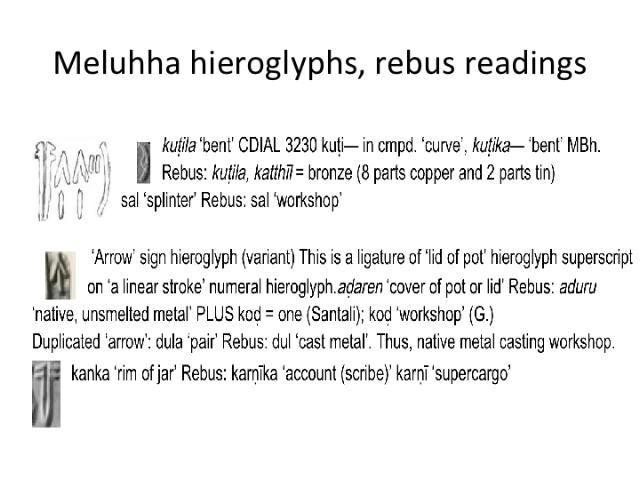 Meluhha hieroglyphs, rebus readings
kuṭila ‘bent’ CDIAL 3230 kuṭi— in cmpd. ‘curve’, kuṭika— ‘bent’ MBh.
Rebus: kuṭila, katthīl = bronze (8 parts copper and 2 parts tin)
sal ‘splinter’ Rebus: sal ‘workshop’
‘Arrow’ sign hieroglyph (variant) This is a ligature of ‘lid of pot’ hieroglyph superscript
on ‘a linear stroke’ numeral hieroglyph.aḍaren ‘cover of pot or lid’ Rebus: aduru
‘native, unsmelted metal’ PLUS koḍ = one (Santali); koḍ ‘workshop’ (G.)
Duplicated ‘arrow’: dula ‘pair’ Rebus: dul ‘cast metal’. Thus, native metal casting workshop.
kanka ‘rim of jar’ Rebus: karṇīka ‘account (scribe)’ karṇī ‘supercargo’